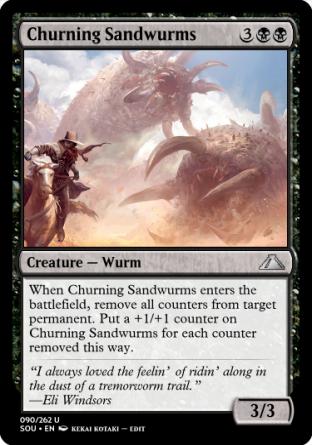 Churning Sandwurms 3
Creature — Wurm
When Churning Sandwurms enters the
battlefield, remove all counters from target
permanent. Put a +1/+1 counter on
Churning Sandwurms for each counter
removed this way.
"I always loved the feelin' of ridin' along in
the dust of a tremorworm trail."
—Eli Windsors
3/3
090/262 U
SOU • EN KEKAI KOTAKI — EDIT